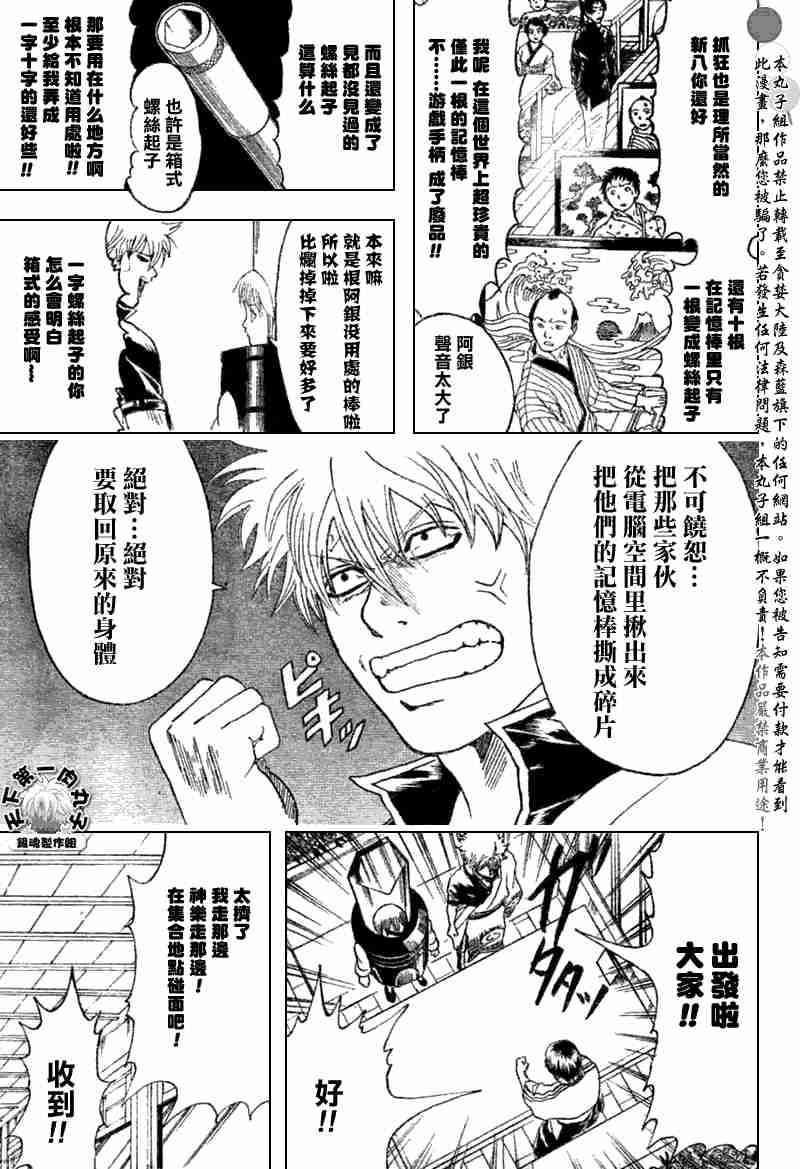 抓狂也是理所當然的
新八你還好
我呢 在這個世界上超珍貴的
僅此一根的記憶棒
不……游戲手柄 成了廢品!!
還有十根
在記憶棒里只有
一根變成螺絲起子
阿銀
聲音太大了
而且還變成了
見都沒見過的
螺絲起子
這算什么
也許是箱式
螺絲起子
那要用在什么地方啊
根本不知道用處啦!!
至少給我弄成
一字十字的還好些!!
本來嘛
就是根阿銀没用處的棒啦
所以啦
比爛掉掉下來要好多了
一字螺絲起子的你
怎么會明白
箱式的感受啊~
不可饒恕…
把那些家伙
從電腦空間里揪出來
把他們的記憶棒撕成碎片
絕對…絕對
要取回原來的身體
ピキッ
出發啦
大家!!
ダダッ
好!!
太擠了
我走那邊
神樂走那邊!
在集合地點碰面吧!
收到!!
天下第一肉丸子
銀魂製作組
本丸子組作品禁止轉載至貪婪大陸及森藍旗下的任何網站。如果您被告知需要付款才能看到
此漫畫,那麼您被騙了。若發生任何法律問題,本丸子組一概不負責!本作品嚴禁商業用途!